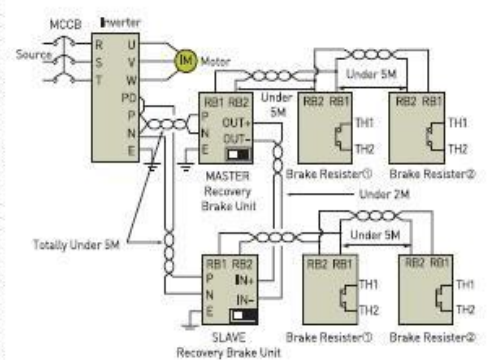 MCCB
Inverter
Source
R
S
T
U
V
W
IM
Motor
PD
P
N
E
RB1 RB2
P
N
E
OUT+
OUT-
MASTER
Recovery
Brake Unit
Under
5M
Under 5M
RB2 RB1
TH1
TH2
Brake Resister①
RB2 RB1
TH1
TH2
Brake Resister②
Under 2M
Totally Under 5M
RB1 RB2
P
N
E
IN+
IN-
SLAVE
Recovery Brake Unit
Under 5M
RB2 RB1
TH1
TH2
Brake Resister①
RB2 RB1
TH1
TH2
Brake Resister②